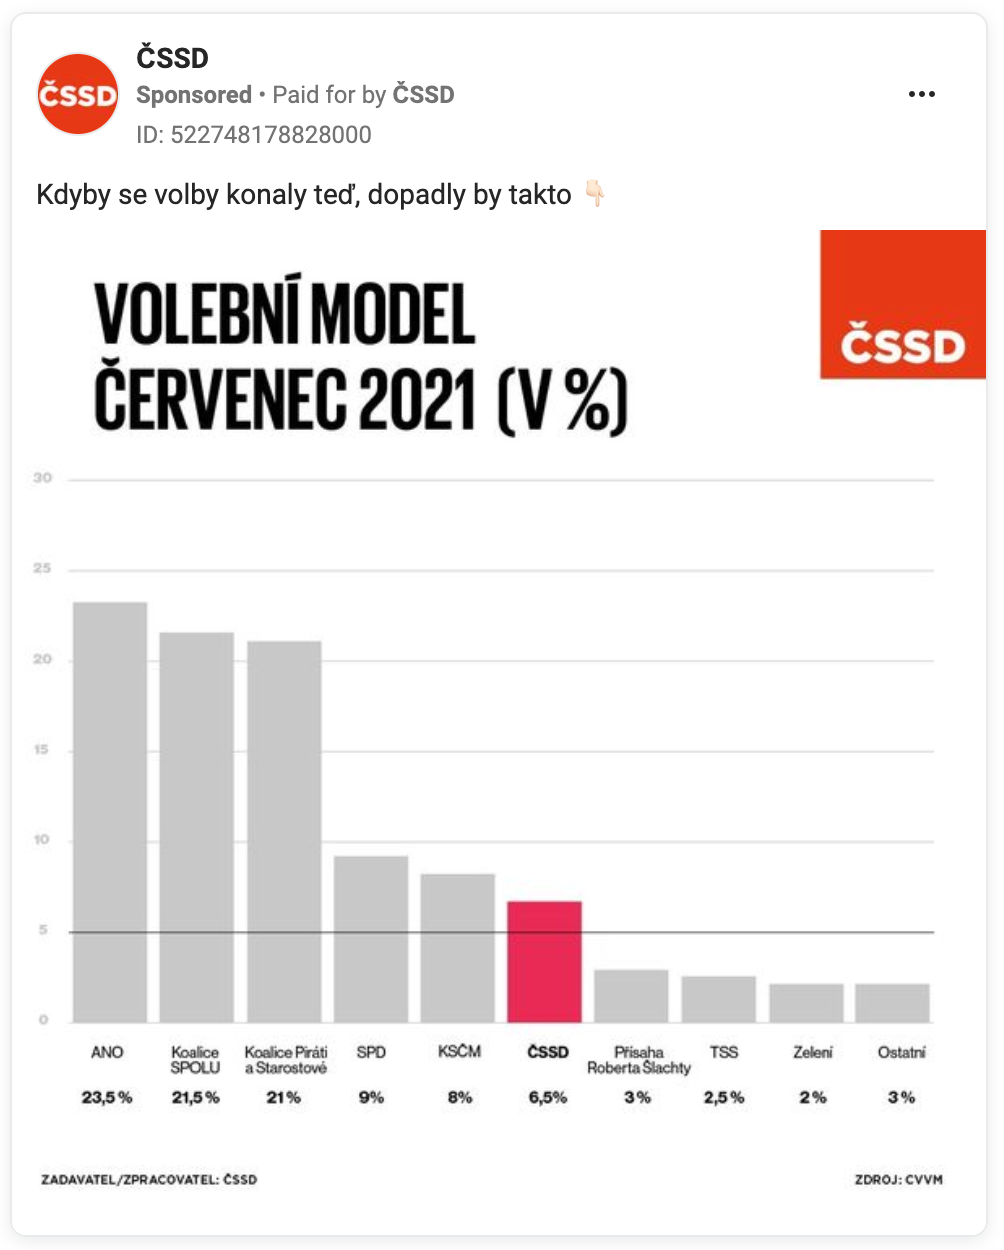 ČSSD
ČSSD
Sponsored • Paid for by ČSSD
ID: 522748178828000
Kdyby se volby konaly teď, dopadly by takto 👇🏻
VOLEBNÍ MODEL
ČERVENEC 2021 (V %)
ČSSD
30
25
20
15
10
5
0
ANO
23,5 %
Koalice
SPOLU
21,5 %
Koalice Piráti
a Starostové
21 %
SPD
9%
KSČM
8%
ČSSD
6,5%
Přísaha
Roberta Šlachty
3 %
TSS
2,5 %
Zelení
2 %
Ostatní
3 %
ZADAVATEL/ZPRACOVATEL: ČSSD
ZDROJ: CVVM